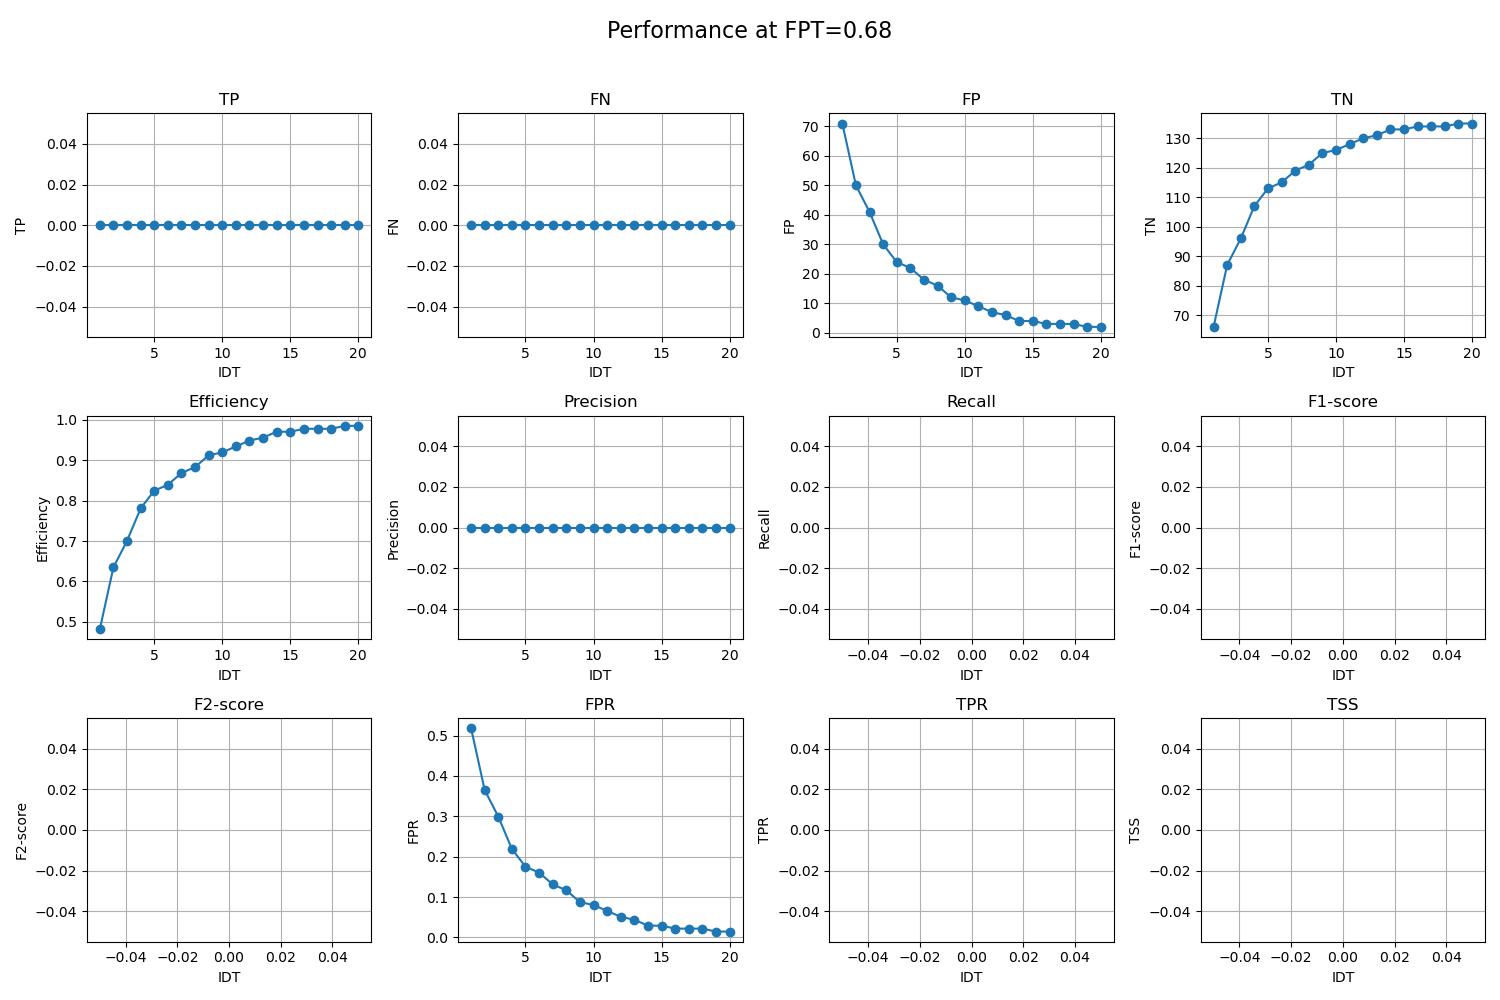 Performance at FPT=0.68
TP
FN
FP
TN
0.04
0.02
0.00
−0.02
−0.04
TP
5 10 15 20
IDT
0.04
0.02
0.00
−0.02
−0.04
FN
5 10 15 20
IDT
70
60
50
40
30
20
10
0
FP
5 10 15 20
IDT
130
120
110
100
90
80
70
TN
5 10 15 20
IDT
Efficiency
Precision
Recall
F1-score
1.0
0.9
0.8
0.7
0.6
0.5
Efficiency
5 10 15 20
IDT
0.04
0.02
0.00
−0.02
−0.04
Precision
5 10 15 20
IDT
0.04
0.02
0.00
−0.02
−0.04
Recall
−0.04 −0.02 0.00 0.02 0.04
IDT
0.04
0.02
0.00
−0.02
−0.04
F1-score
−0.04 −0.02 0.00 0.02 0.04
IDT
F2-score
FPR
TPR
TSS
0.04
0.02
0.00
−0.02
−0.04
F2-score
−0.04 −0.02 0.00 0.02 0.04
IDT
0.5
0.4
0.3
0.2
0.1
0.0
FPR
5 10 15 20
IDT
0.04
0.02
0.00
−0.02
−0.04
TPR
−0.04 −0.02 0.00 0.02 0.04
IDT
0.04
0.02
0.00
−0.02
−0.04
TSS
−0.04 −0.02 0.00 0.02 0.04
IDT